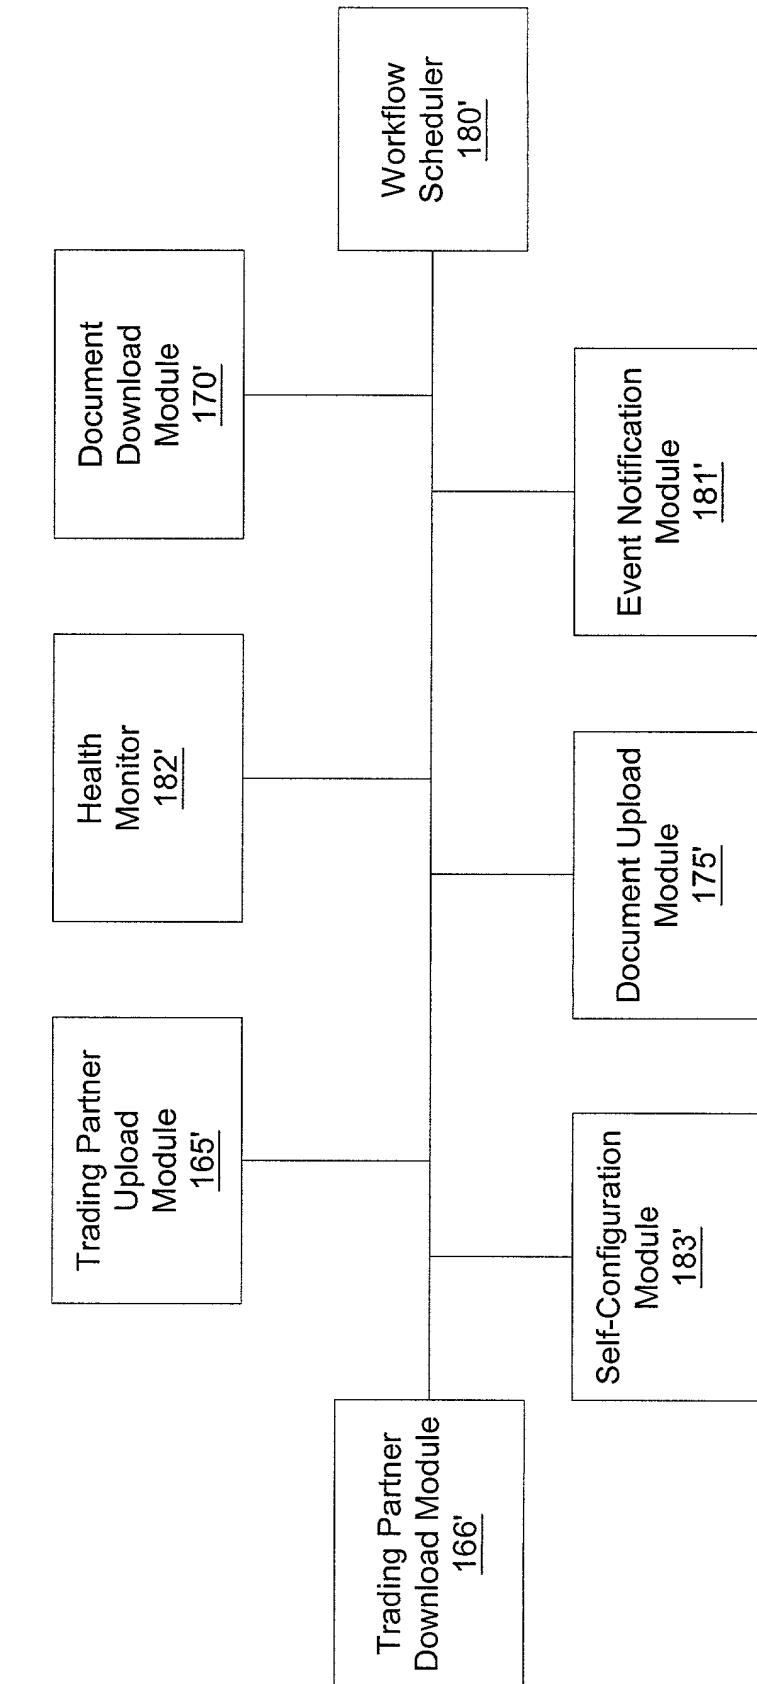 Trading Partner
Upload
Module
165'
Health
Monitor
182'
Document
Download
Module
170'
Trading Partner
Download Module
166'
Workflow
Scheduler
180'
Self-Configuration
Module
183'
Document Upload
Module
175'
Event Notification
Module
181'